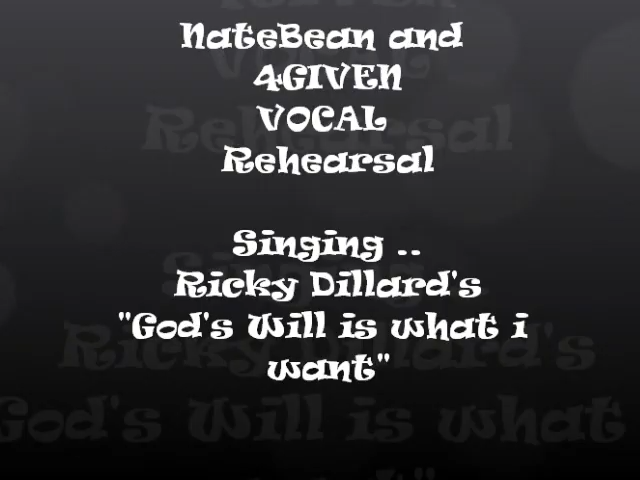 NateBean and
4GIVEN
VOCAL
Rehearsal
Singing ..
Ricky Dillard's
"God's Will is what i
want"